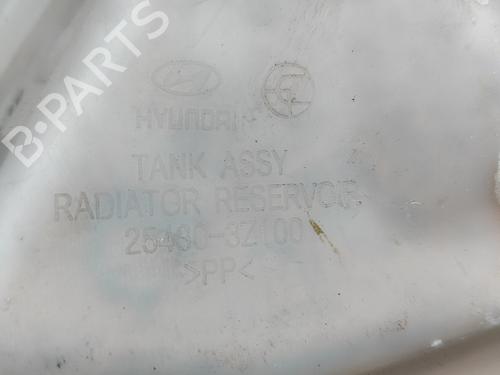 HYUNDAI
TANK ASSY
RADIATOR RESERVOIR
25430-3Z100
>PP<
B-PARTS